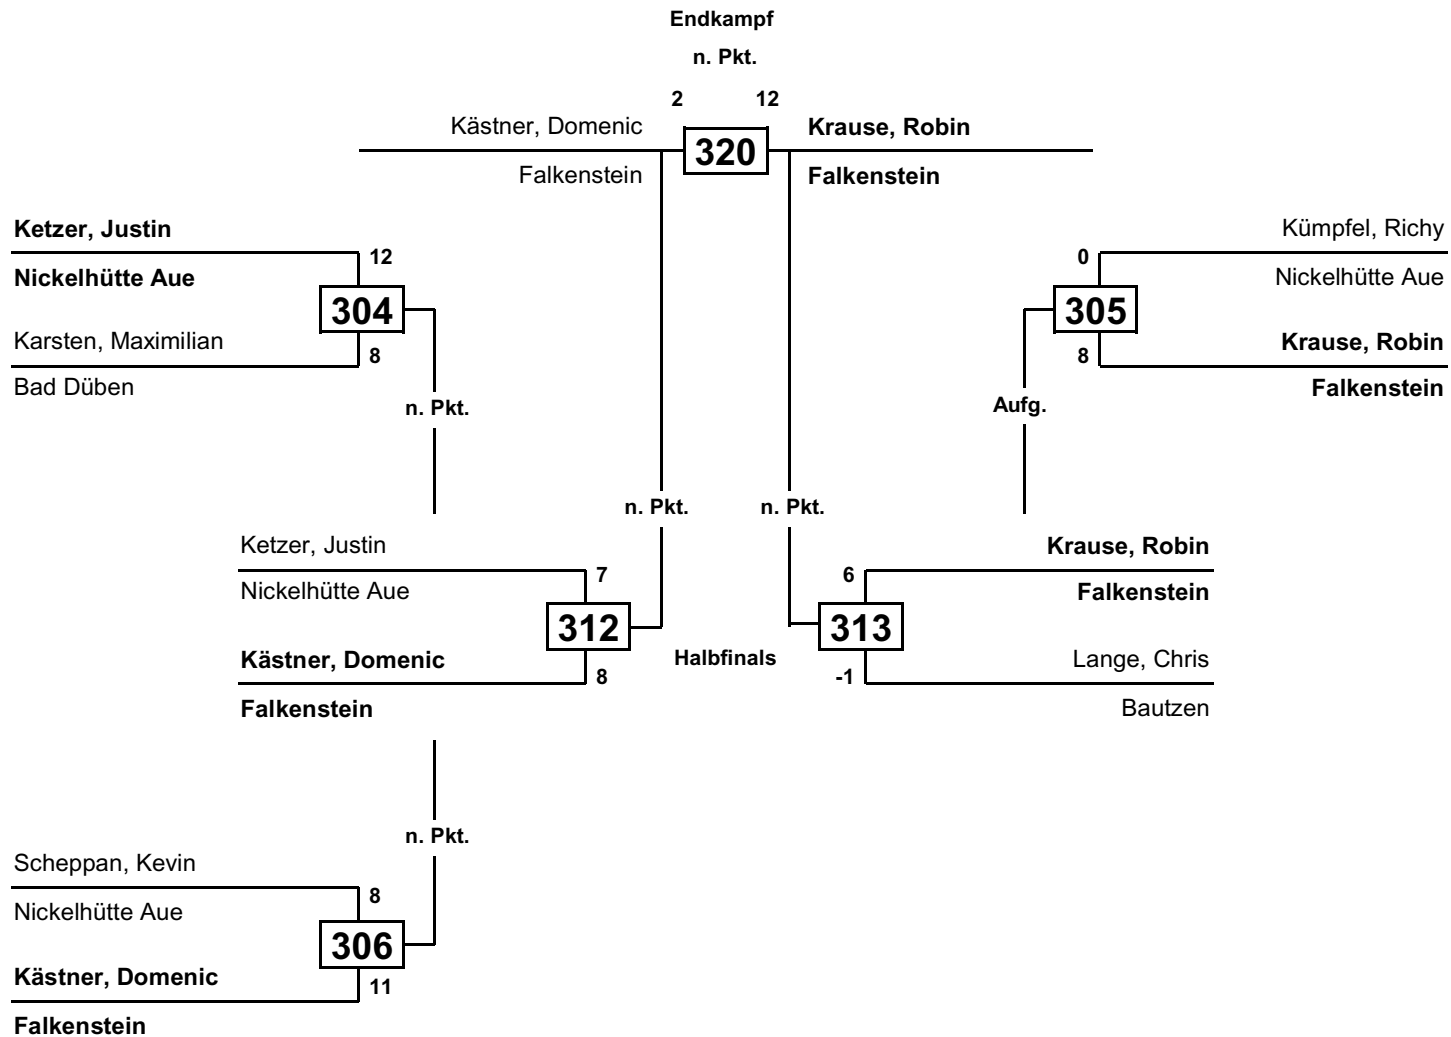 Endkampf
n. Pkt.
2 12
Kästner, Domenic 320 Krause, Robin
Falkenstein Falkenstein
Ketzer, Justin
12
Nickelhütte Aue
304
Karsten, Maximilian
8
Bad Düben
n. Pkt.
Kümpfel, Richy
0
Nickelhütte Aue
305
Krause, Robin
8
Falkenstein
Aufg.
n. Pkt. n. Pkt.
Ketzer, Justin
7
Nickelhütte Aue
312
Kästner, Domenic
8
Falkenstein
Halbfinals
Krause, Robin
6
Falkenstein
313
Lange, Chris
-1
Bautzen
n. Pkt.
Scheppan, Kevin
8
Nickelhütte Aue
306
Kästner, Domenic
11
Falkenstein